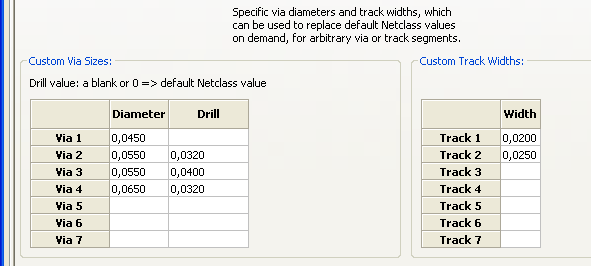 Specific via diameters and track widths, which
can be used to replace default Netclass values
on demand, for arbitrary via or track segments.
Custom Via Sizes:
Drill value: a blank or 0 => default Netclass value
Diameter Drill
Via 1 0,0450
Via 2 0,0550 0,0320
Via 3 0,0550 0,0400
Via 4 0,0650 0,0320
Via 5
Via 6
Via 7
Custom Track Widths:
Width
Track 1 0,0200
Track 2 0,0250
Track 3
Track 4
Track 5
Track 6
Track 7